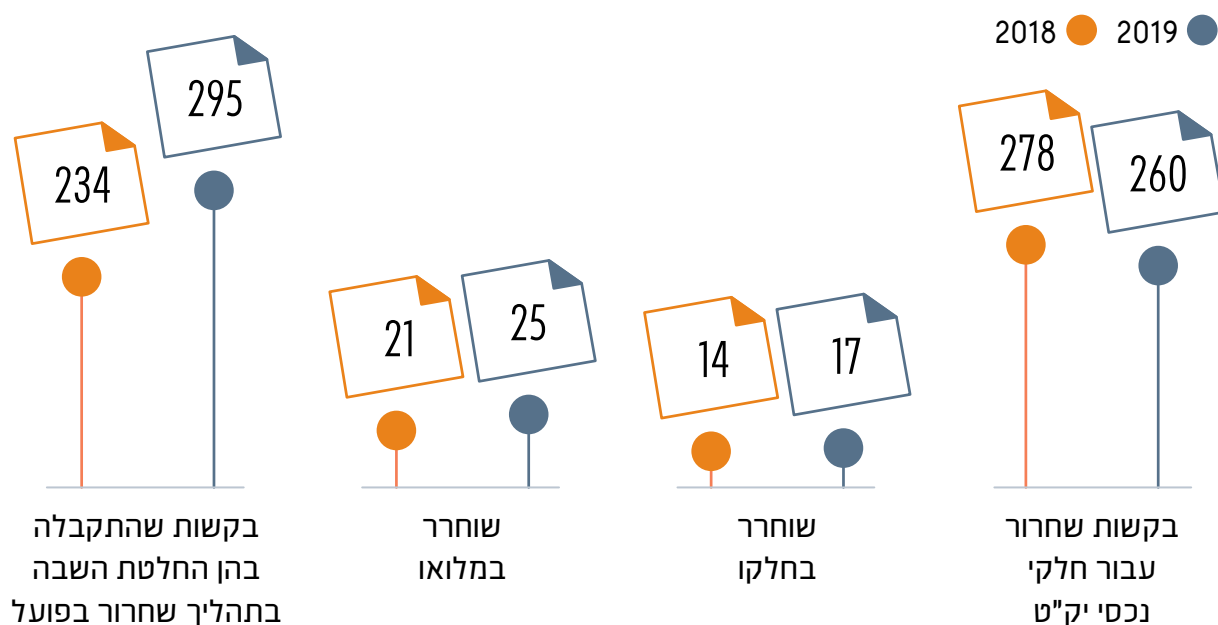 2018 2019
278
260
14
17
21
25
234
295
בקשות שחרור
עבור חלקי
נכסי יק"ט
שוחרר
בחלקו
שוחרר
במלואו
בקשות שהתקבלה
בהן החלטת השבה
בתהליך שחרור בפועל